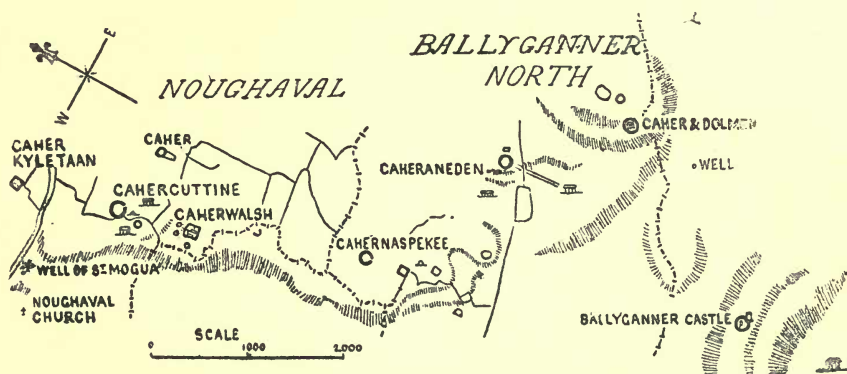 BALLYGANNER
NORTH
NOUGHAVAL
E
W
CAHER
KYLETAAN
CAHER
CAHERCUTTINE
CAHERWALSH
CAHERANEDEN
CAHER & DOLMEN
WELL
CAHERNASPEKEE
WELL OF ST MOGUA
NOUGHAVAL
CHURCH
BALLYGANNER CASTLE
SCALE
0 1000 2,000